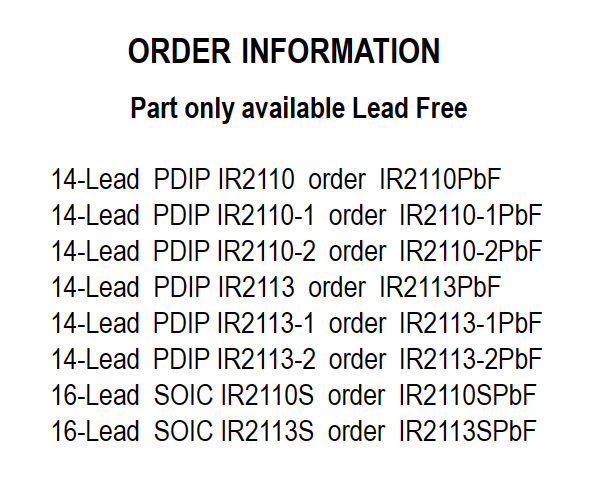 ORDER INFORMATION
Part only available Lead Free
14-Lead PDIP IR2110 order IR2110PbF
14-Lead PDIP IR2110-1 order IR2110-1PbF
14-Lead PDIP IR2110-2 order IR2110-2PbF
14-Lead PDIP IR2113 order IR2113PbF
14-Lead PDIP IR2113-1 order IR2113-1PbF
14-Lead PDIP IR2113-2 order IR2113-2PbF
16-Lead SOIC IR2110S order IR2110SPbF
16-Lead SOIC IR2113S order IR2113SPbF